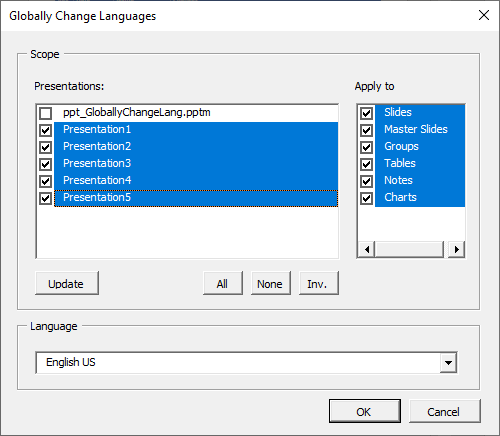 Globally Change Languages
Scope
Presentations:
Apply to
ppt_GloballyChangeLang.pptm
Presentation1
Presentation2
Presentation3
Presentation4
Presentation5
Slides
Master Slides
Groups
Tables
Notes
Charts
Update
All
None
Inv.
Language
English US
OK
Cancel